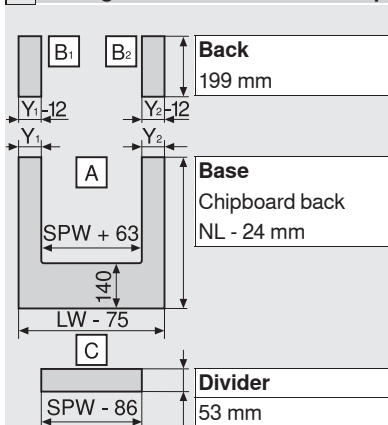 B1
B2
Back
199 mm
Y1-12
Y2-12
Y1
Y2
A
Base
Chipboard back
NL - 24 mm
SPW + 63
140
LW - 75
C
Divider
53 mm
SPW - 86